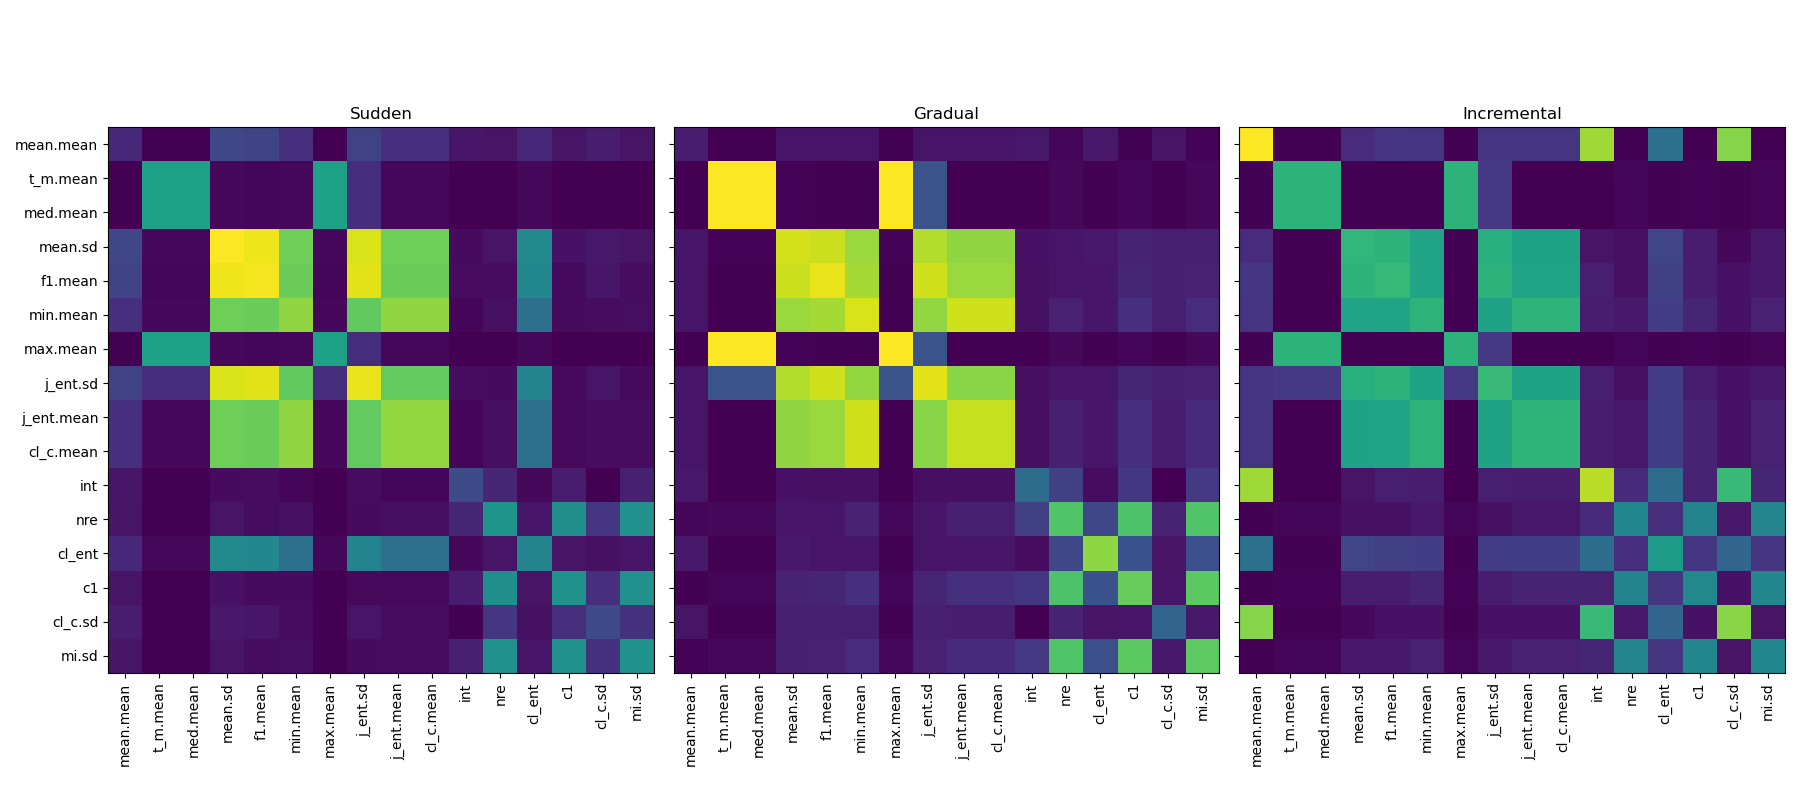 Sudden
Gradual
Incremental
mean.mean
t_m.mean
med.mean
mean.sd
f1.mean
min.mean
max.mean
j_ent.sd
j_ent.mean
cl_c.mean
int
nre
cl_ent
c1
cl_c.sd
mi.sd
mean.mean
t_m.mean
med.mean
mean.sd
f1.mean
min.mean
max.mean
j_ent.sd
j_ent.mean
cl_c.mean
int
nre
cl_ent
c1
cl_c.sd
mi.sd
mean.mean
t_m.mean
med.mean
mean.sd
f1.mean
min.mean
max.mean
j_ent.sd
j_ent.mean
cl_c.mean
int
nre
cl_ent
c1
cl_c.sd
mi.sd
mean.mean
t_m.mean
med.mean
mean.sd
f1.mean
min.mean
max.mean
j_ent.sd
j_ent.mean
cl_c.mean
int
nre
cl_ent
c1
cl_c.sd
mi.sd